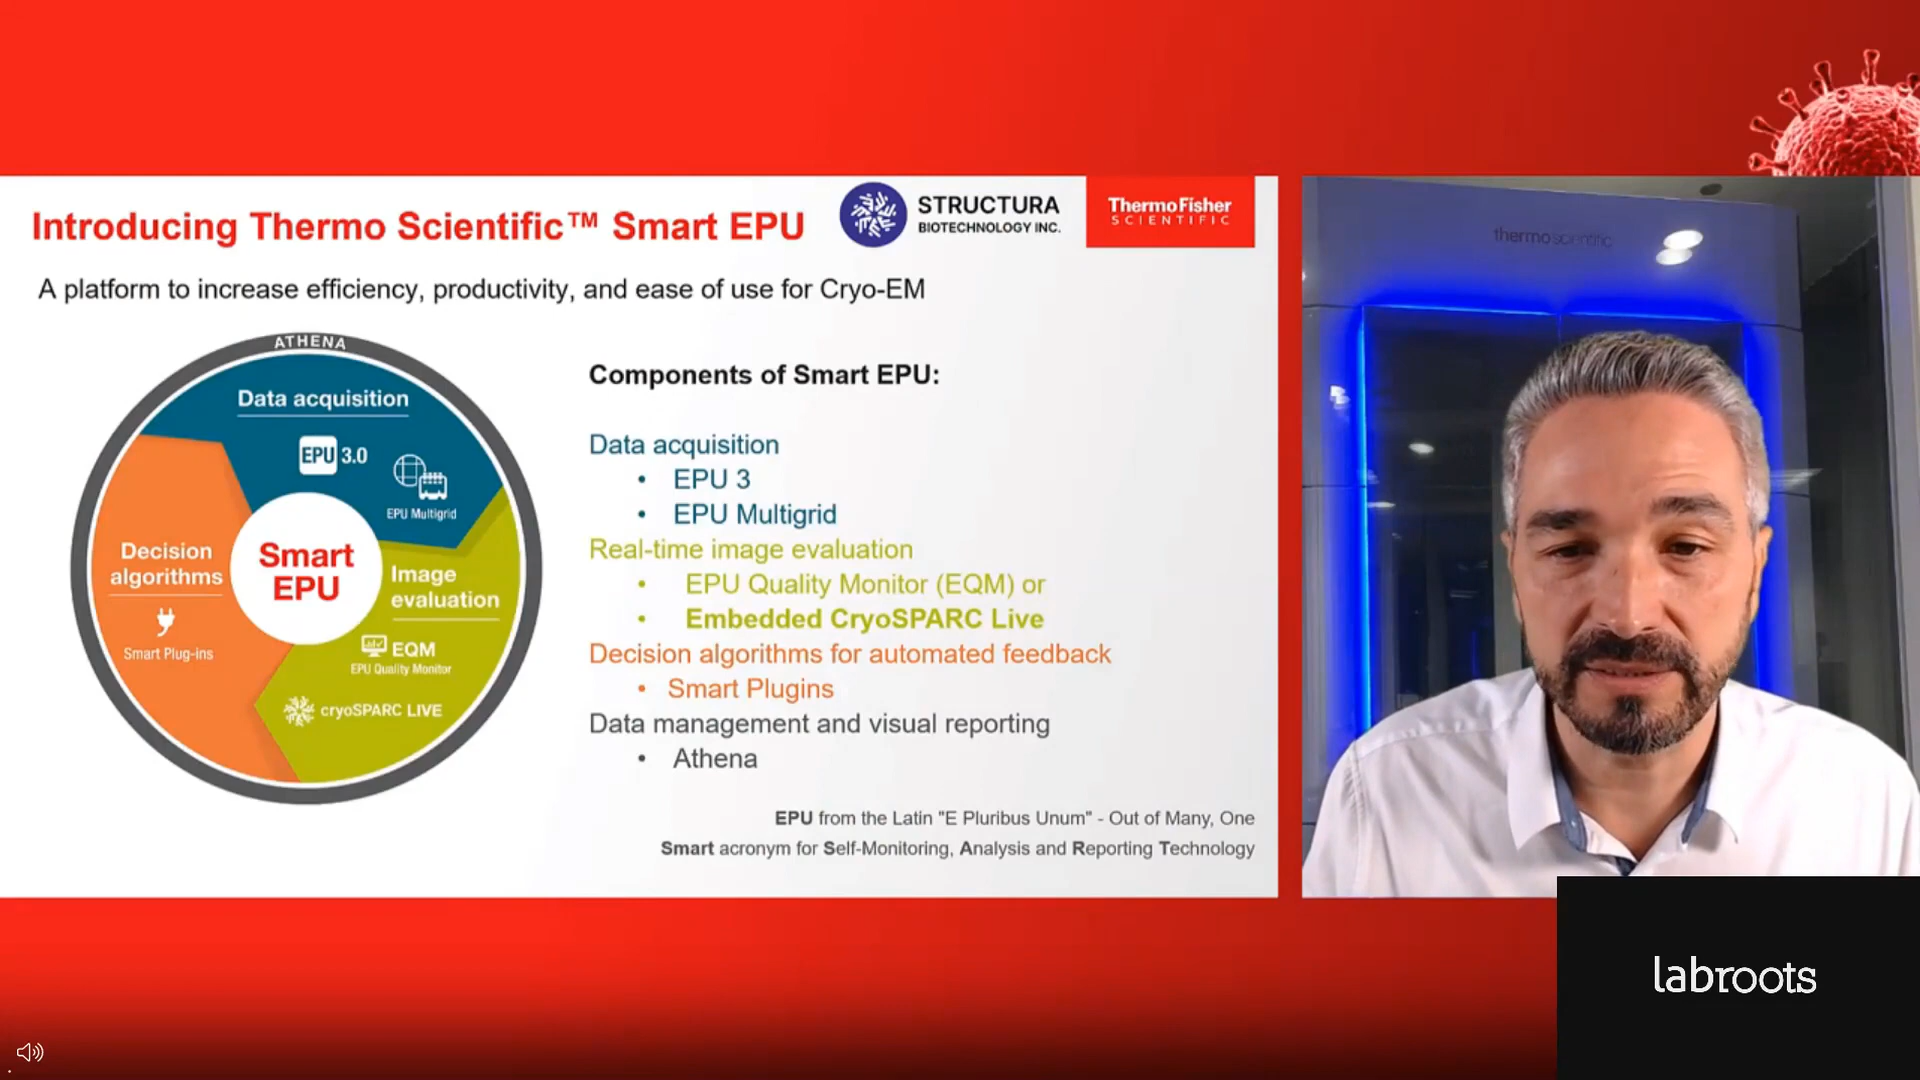 Introducing Thermo Scientific™ Smart EPU
STRUCTURA
BIOTECHNOLOGY INC.
ThermoFisher
SCIENTIFIC
A platform to increase efficiency, productivity, and ease of use for Cryo-EM
ATHENA
Data acquisition
EPU 3.0
EPU Multigrid
Decision
algorithms
Smart Plug-ins
Smart
EPU
Image
evaluation
EQM
EPU Quality Monitor
cryoSPARC LIVE
Components of Smart EPU:
Data acquisition
• EPU 3
• EPU Multigrid
Real-time image evaluation
• EPU Quality Monitor (EQM) or
• Embedded CryoSPARC Live
Decision algorithms for automated feedback
• Smart Plugins
Data management and visual reporting
• Athena
EPU from the Latin "E Pluribus Unum" - Out of Many, One
Smart acronym for Self-Monitoring, Analysis and Reporting Technology
thermo scientific
labroots